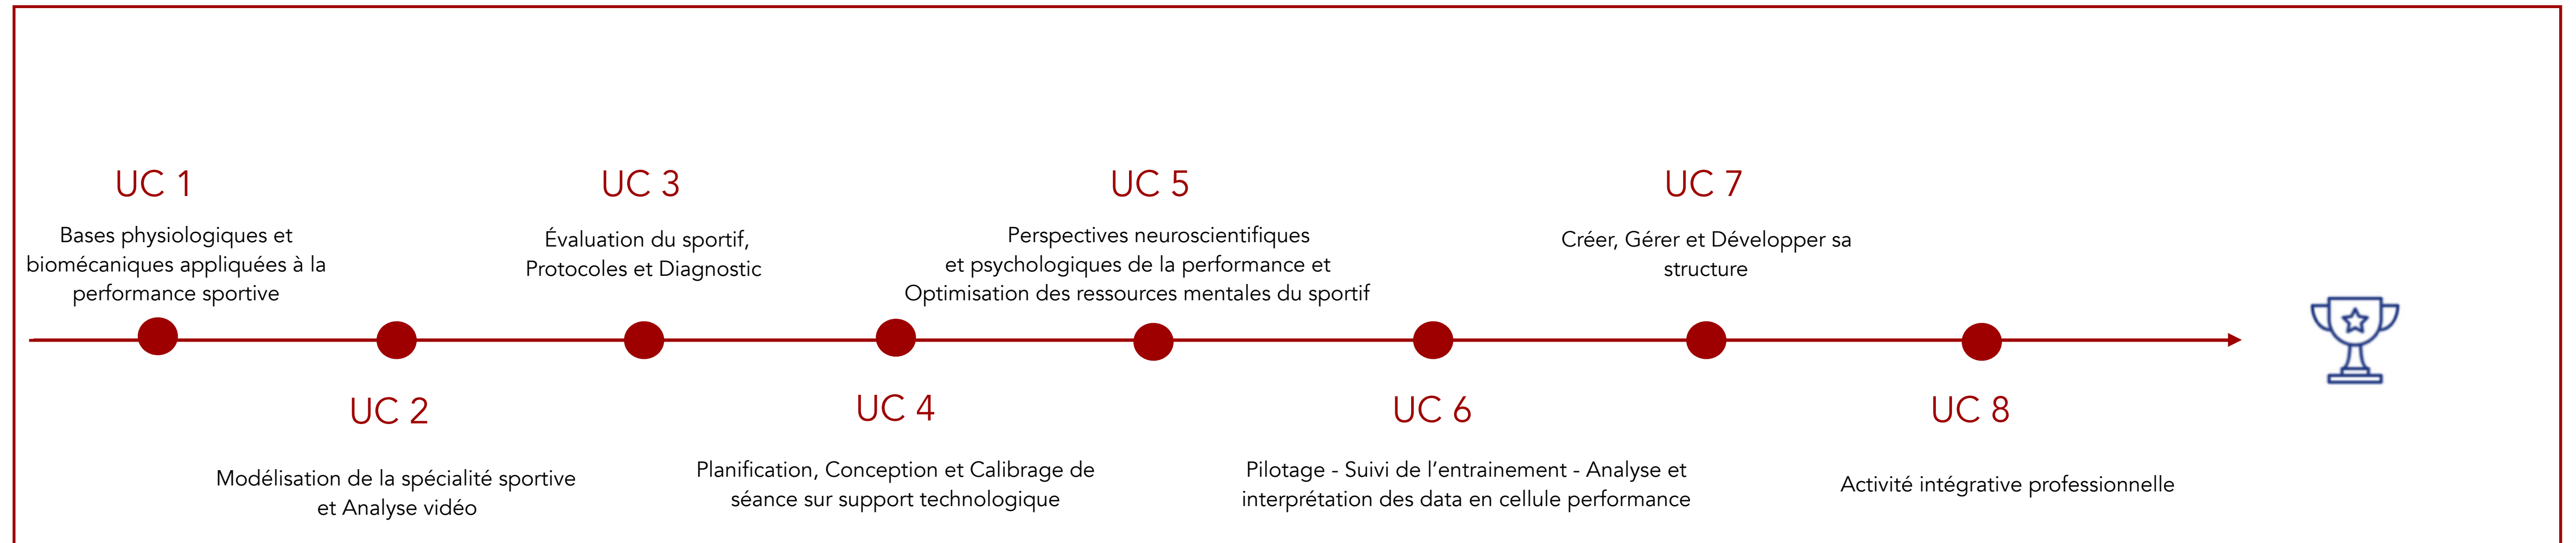 UC 1
Bases physiologiques et
biomécaniques appliquées à la
performance sportive
UC 2
Modélisation de la spécialité sportive
et Analyse vidéo
UC 3
Évaluation du sportif,
Protocoles et Diagnostic
UC 4
Planification, Conception et Calibrage de
séance sur support technologique
UC 5
Perspectives neuroscientifiques
et psychologiques de la performance et
Optimisation des ressources mentales du sportif
UC 6
Pilotage - Suivi de l’entrainement - Analyse et
interprétation des data en cellule performance
UC 7
Créer, Gérer et Développer sa
structure
UC 8
Activité intégrative professionnelle